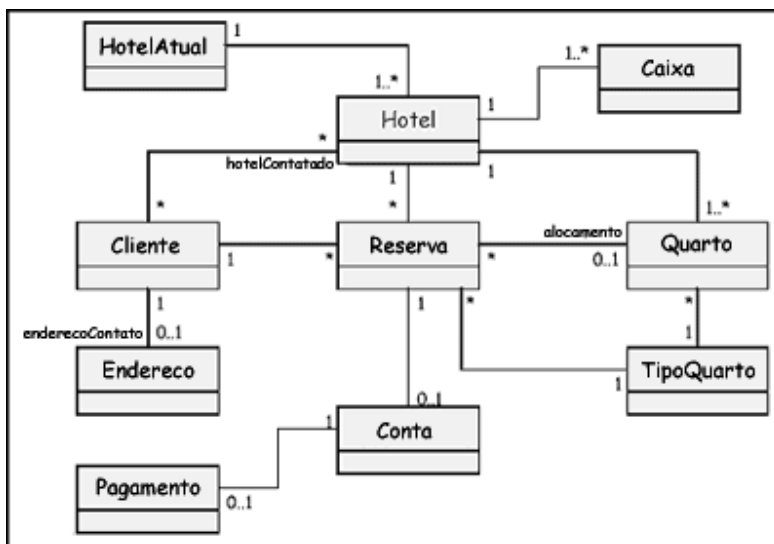 HotelAtual
1
1..*
Caixa
1..*
Hotel
1
*
hotelContatado
1
1
*
*
1..*
Cliente
1
*
Reserva
*
alocamento
0..1
Quarto
1
enderecoContato
0..1
1
*
*
1
Endereco
TipoQuarto
1
0..1
1
Conta
Pagamento
0..1